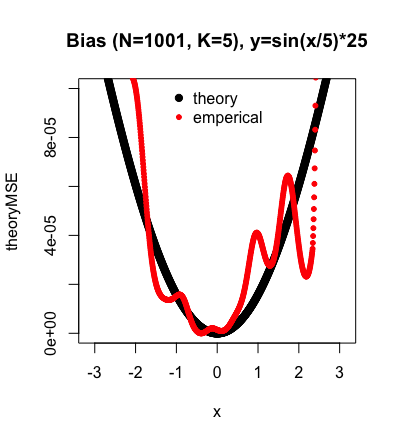 Bias (N=1001, K=5), y=sin(x/5)*25
theory
emperical
theoryMSE
8e-05
4e-05
0e+00
-3 -2 -1 0 1 2 3
x